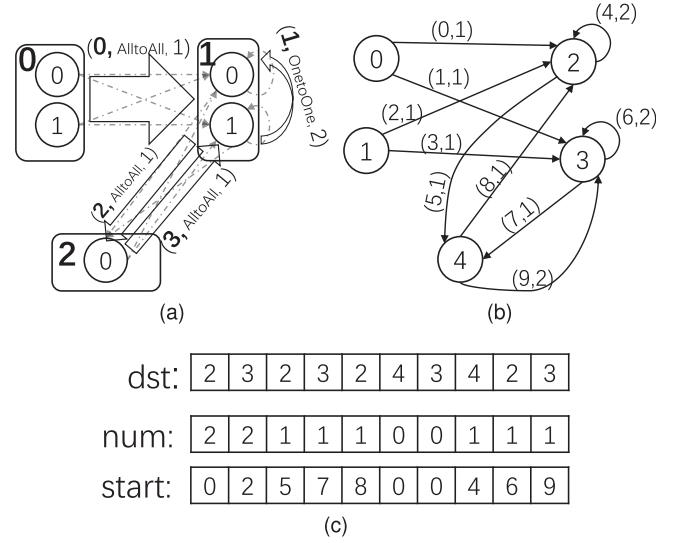 0 (0, AlltoAll, 1) 1 (1, OnetoOne, 2)
0 0
1 1
(2, AlltoAll, 1) (3, AlltoAll, 1)
2 0
(a)
(4,2)
0 (0,1) 2
(1,1)
(2,1) (6,2)
1 (3,1) 3
(5,1) (8,1) (7,1)
4
(9,2)
(b)
dst: 2 3 2 3 2 4 3 4 2 3
num: 2 2 1 1 1 0 0 1 1 1
start: 0 2 5 7 8 0 0 4 6 9
(c)